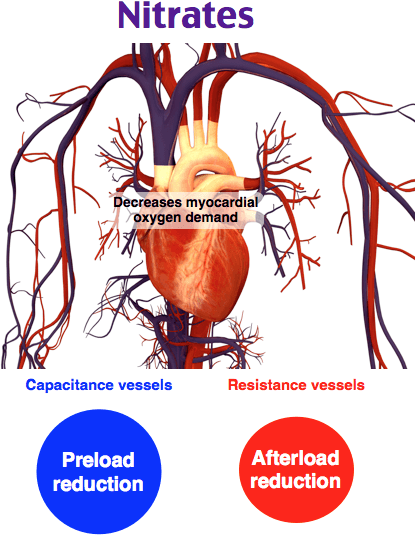 Nitrates
Decreases myocardial
oxygen demand
Capacitance vessels
Resistance vessels
Preload
reduction
Afterload
reduction